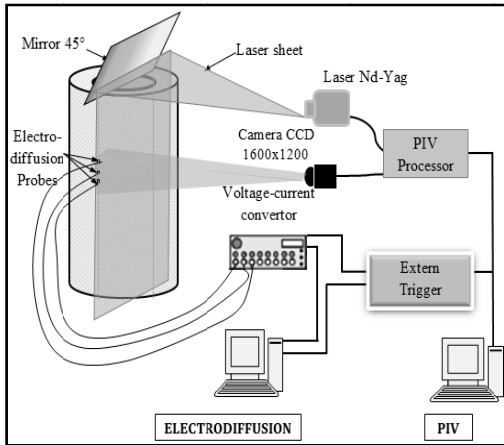 Mirror 45°
Laser sheet
Laser Nd-Yag
Camera CCD
1600x1200
PIV
Processor
Electro-
diffusion
Probes
Voltage-current
convertor
Extern
Trigger
ELECTRODIFFUSION
PIV